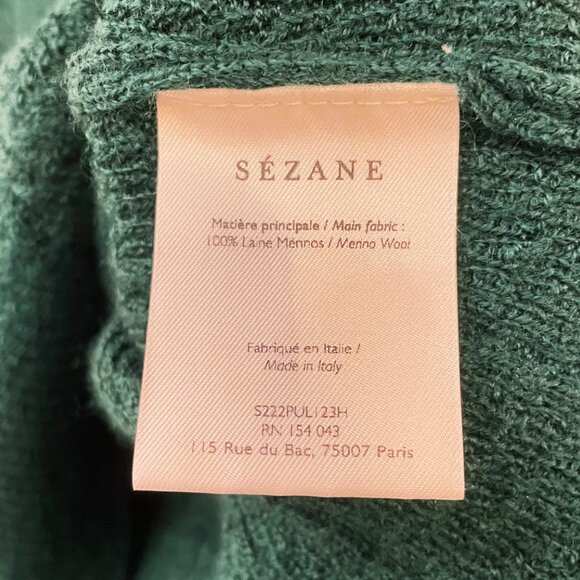 SÉZANE
Matière principale / Main fabric :
100% Laine Mérinos / Merino Wool
Fabriqué en Italie /
Made in Italy
S222PUL123H
RN 154 043
115 Rue du Bac, 75007 Paris